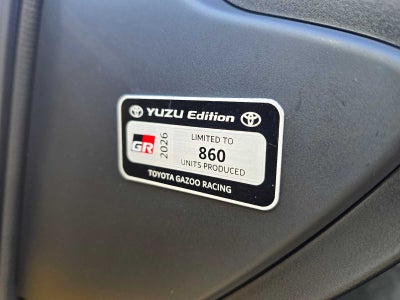 YUZU Edition
GR
2026
LIMITED TO
860
UNITS PRODUCED
TOYOTA GAZOO RACING